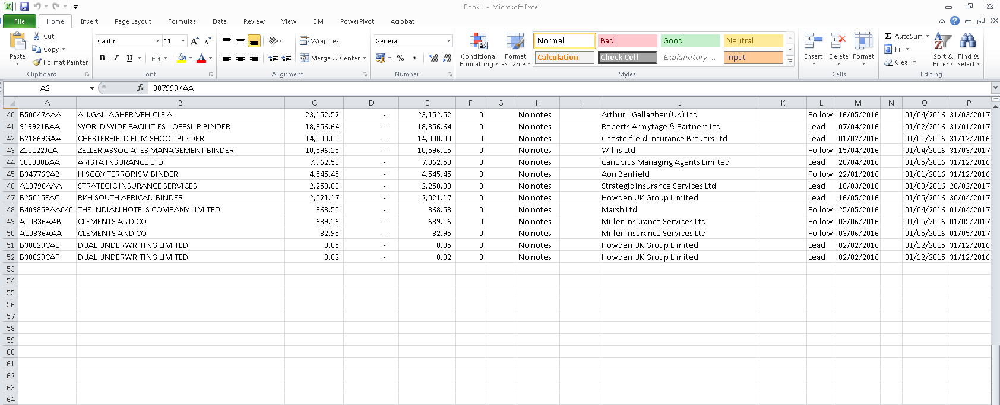 Book1 - Microsoft Excel
File Home Insert Page Layout Formulas Data Review View DM PowerPivot Acrobat
Paste Cut Copy Format Painter Clipboard
Calibri 11 B I U A A A Font
Wrap Text Merge & Center Alignment
General % , Number
Conditional Formatting Format as Table
Normal Bad Good Neutral
Calculation Check Cell Explanatory ... Input
Styles
Insert Delete Format Cells
Σ AutoSum Fill Clear Sort & Filter Find & Select Editing
A2 fx 307999KAA
A B C D E F G H I J K L M N O P
40 B50047AAA A.J.GALLAGHER VEHICLE A 23,152.52 - 23,152.52 0 No notes Arthur J Gallagher (UK) Ltd Follow 16/05/2016 01/04/2016 31/03/2017
41 919921BAA WORLD WIDE FACILITIES - OFFSLIP BINDER 18,356.64 - 18,356.64 0 No notes Roberts Armytage & Partners Ltd Lead 07/04/2016 01/02/2016 31/01/2017
42 B21869GAA CHESTERFIELD FILM SHOOT BINDER 14,000.00 - 14,000.00 0 No notes Chesterfield Insurance Brokers Ltd Lead 01/02/2016 01/01/2016 31/12/2016
43 Z11122JCA ZELLER ASSOCIATES MANAGEMENT BINDER 10,596.15 - 10,596.15 0 No notes Willis Ltd Follow 15/04/2016 01/04/2016 31/03/2017
44 308008BAA ARISTA INSURANCE LTD 7,962.50 - 7,962.50 0 No notes Canopius Managing Agents Limited Lead 28/04/2016 01/05/2016 31/12/2016
45 B34776CAB HISCOX TERRORISM BINDER 4,545.45 - 4,545.45 0 No notes Aon Benfield Follow 22/01/2016 01/01/2016 31/12/2016
46 A10790AAA STRATEGIC INSURANCE SERVICES 2,250.00 - 2,250.00 0 No notes Strategic Insurance Services Ltd Lead 10/03/2016 01/03/2016 28/02/2017
47 B25015EAC RKH SOUTH AFRICAN BINDER 2,021.17 - 2,021.17 0 No notes Howden UK Group Limited Lead 16/05/2016 01/05/2016 30/04/2017
48 B40985BAA040 THE INDIAN HOTELS COMPANY LIMITED 868.55 - 868.53 0 No notes Marsh Ltd Follow 25/05/2016 01/04/2016 01/04/2017
49 A10836AAB CLEMENTS AND CO 689.16 - 689.16 0 No notes Miller Insurance Services Ltd Follow 03/06/2016 01/05/2016 01/05/2017
50 A10836AAA CLEMENTS AND CO 82.95 - 82.95 0 No notes Miller Insurance Services Ltd Follow 03/06/2016 01/05/2016 01/05/2017
51 B30029CAE DUAL UNDERWRITING LIMITED 0.05 - 0.05 0 No notes Howden UK Group Limited Lead 02/02/2016 31/12/2015 31/12/2016
52 B30029CAF DUAL UNDERWRITING LIMITED 0.02 - 0.02 0 No notes Howden UK Group Limited Lead 02/02/2016 31/12/2015 31/12/2016
53
54
55
56
57
58
59
60
61
62
63
64